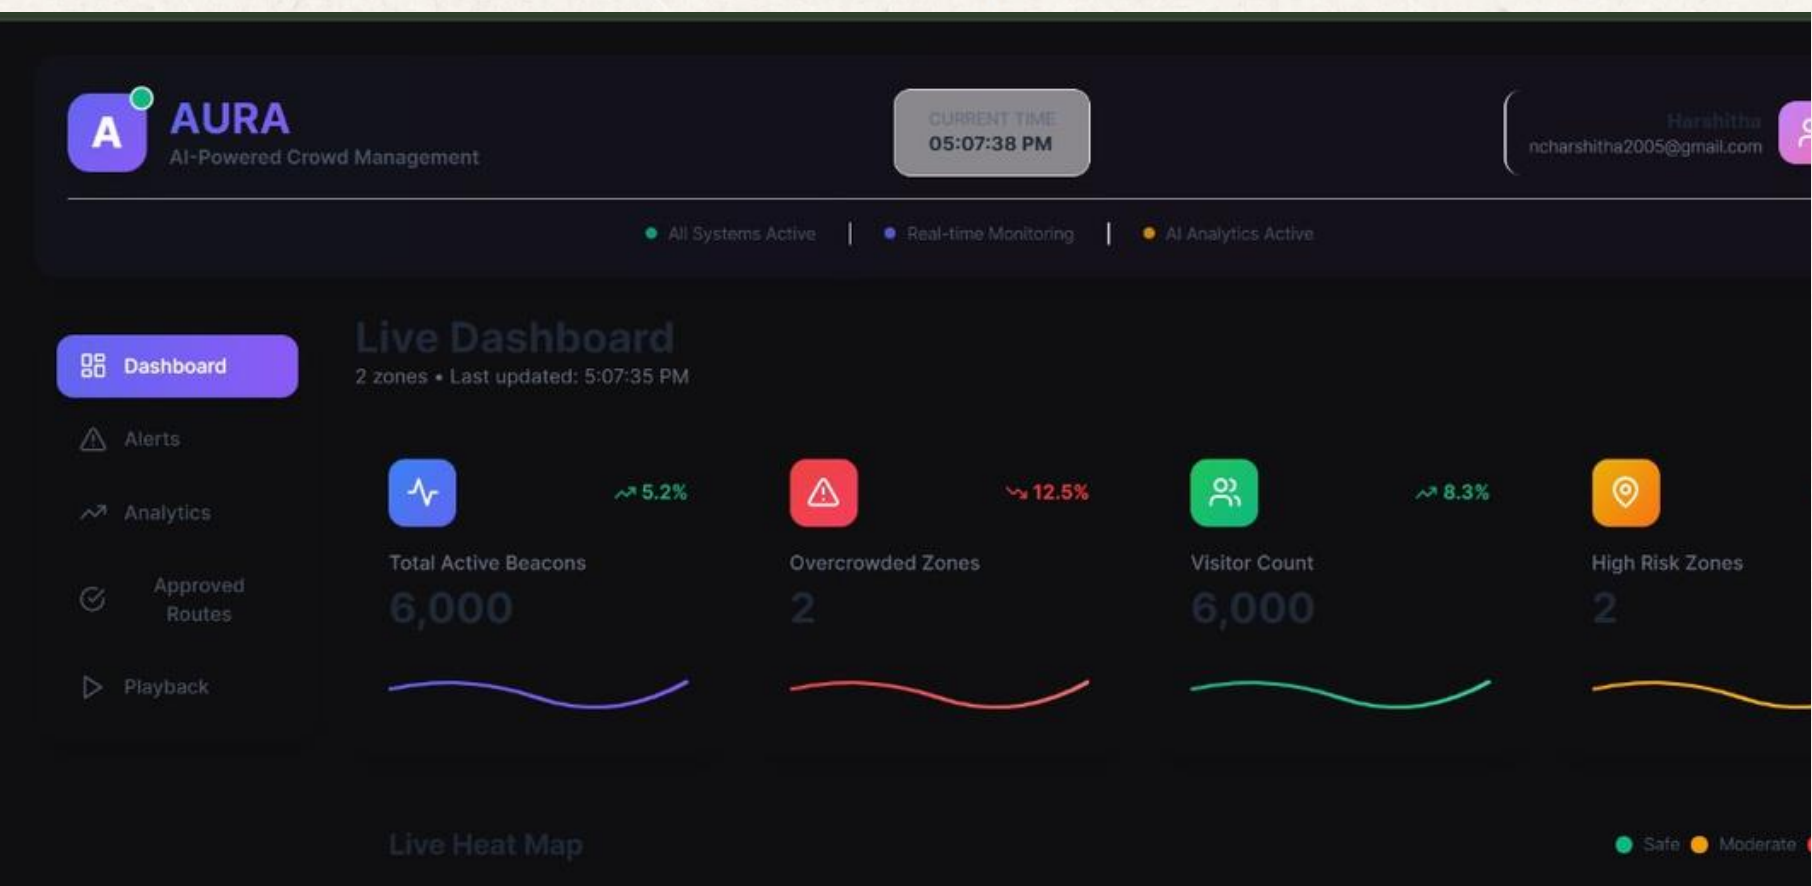 A
AURA
AI-Powered Crowd Management
CURRENT TIME
05:07:38 PM
Harshitha
ncharshitha2005@gmail.com
All Systems Active
Real-time Monitoring
AI Analytics Active
Dashboard
Alerts
Analytics
Approved
Routes
Playback
Live Dashboard
2 zones • Last updated: 5:07:35 PM
5.2%
Total Active Beacons
6,000
12.5%
Overcrowded Zones
2
8.3%
Visitor Count
6,000
High Risk Zones
2
Live Heat Map
Safe
Moderate